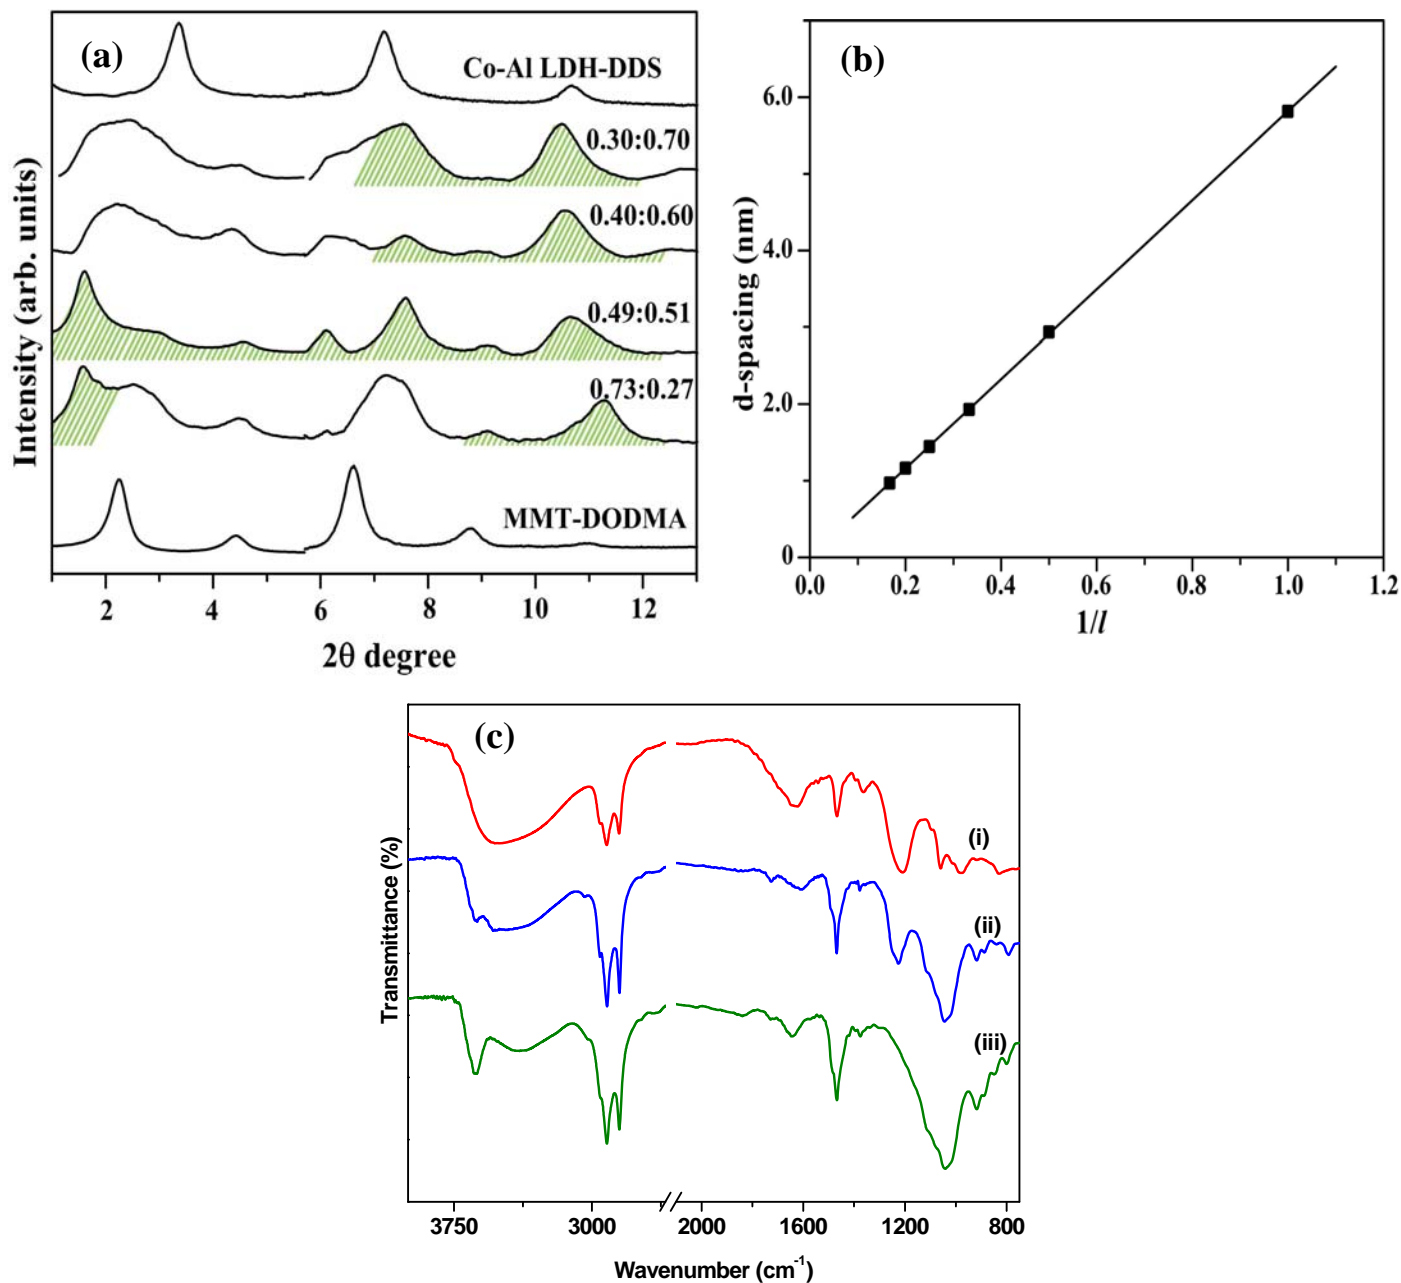 (a)
Co-Al LDH-DDS
0.30:0.70
0.40:0.60
0.49:0.51
0.73:0.27
MMT-DODMA
Intensity (arb. units)
2 4 6 8 10 12
2θ degree
(b)
6.0
4.0
2.0
0
d-spacing (nm)
0.0 0.2 0.4 0.6 0.8 1.0 1.2
1/l
(c)
(i)
(ii)
(iii)
Transmittance (%)
3750 3000 2000 1600 1200 800
Wavenumber (cm-1)